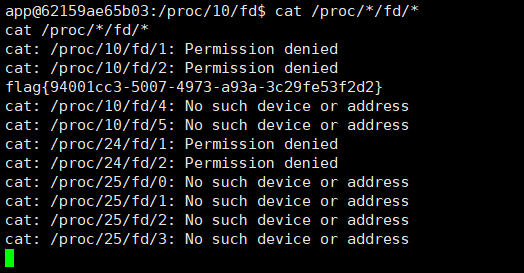 app@62159ae65b03:/proc/10/fd$ cat /proc/*/fd/*
cat /proc/*/fd/*
cat: /proc/10/fd/1: Permission denied
cat: /proc/10/fd/2: Permission denied
flag{94001cc3-5007-4973-a93a-3c29fe53f2d2}
cat: /proc/10/fd/4: No such device or address
cat: /proc/10/fd/5: No such device or address
cat: /proc/24/fd/1: Permission denied
cat: /proc/24/fd/2: Permission denied
cat: /proc/25/fd/0: No such device or address
cat: /proc/25/fd/1: No such device or address
cat: /proc/25/fd/2: No such device or address
cat: /proc/25/fd/3: No such device or address